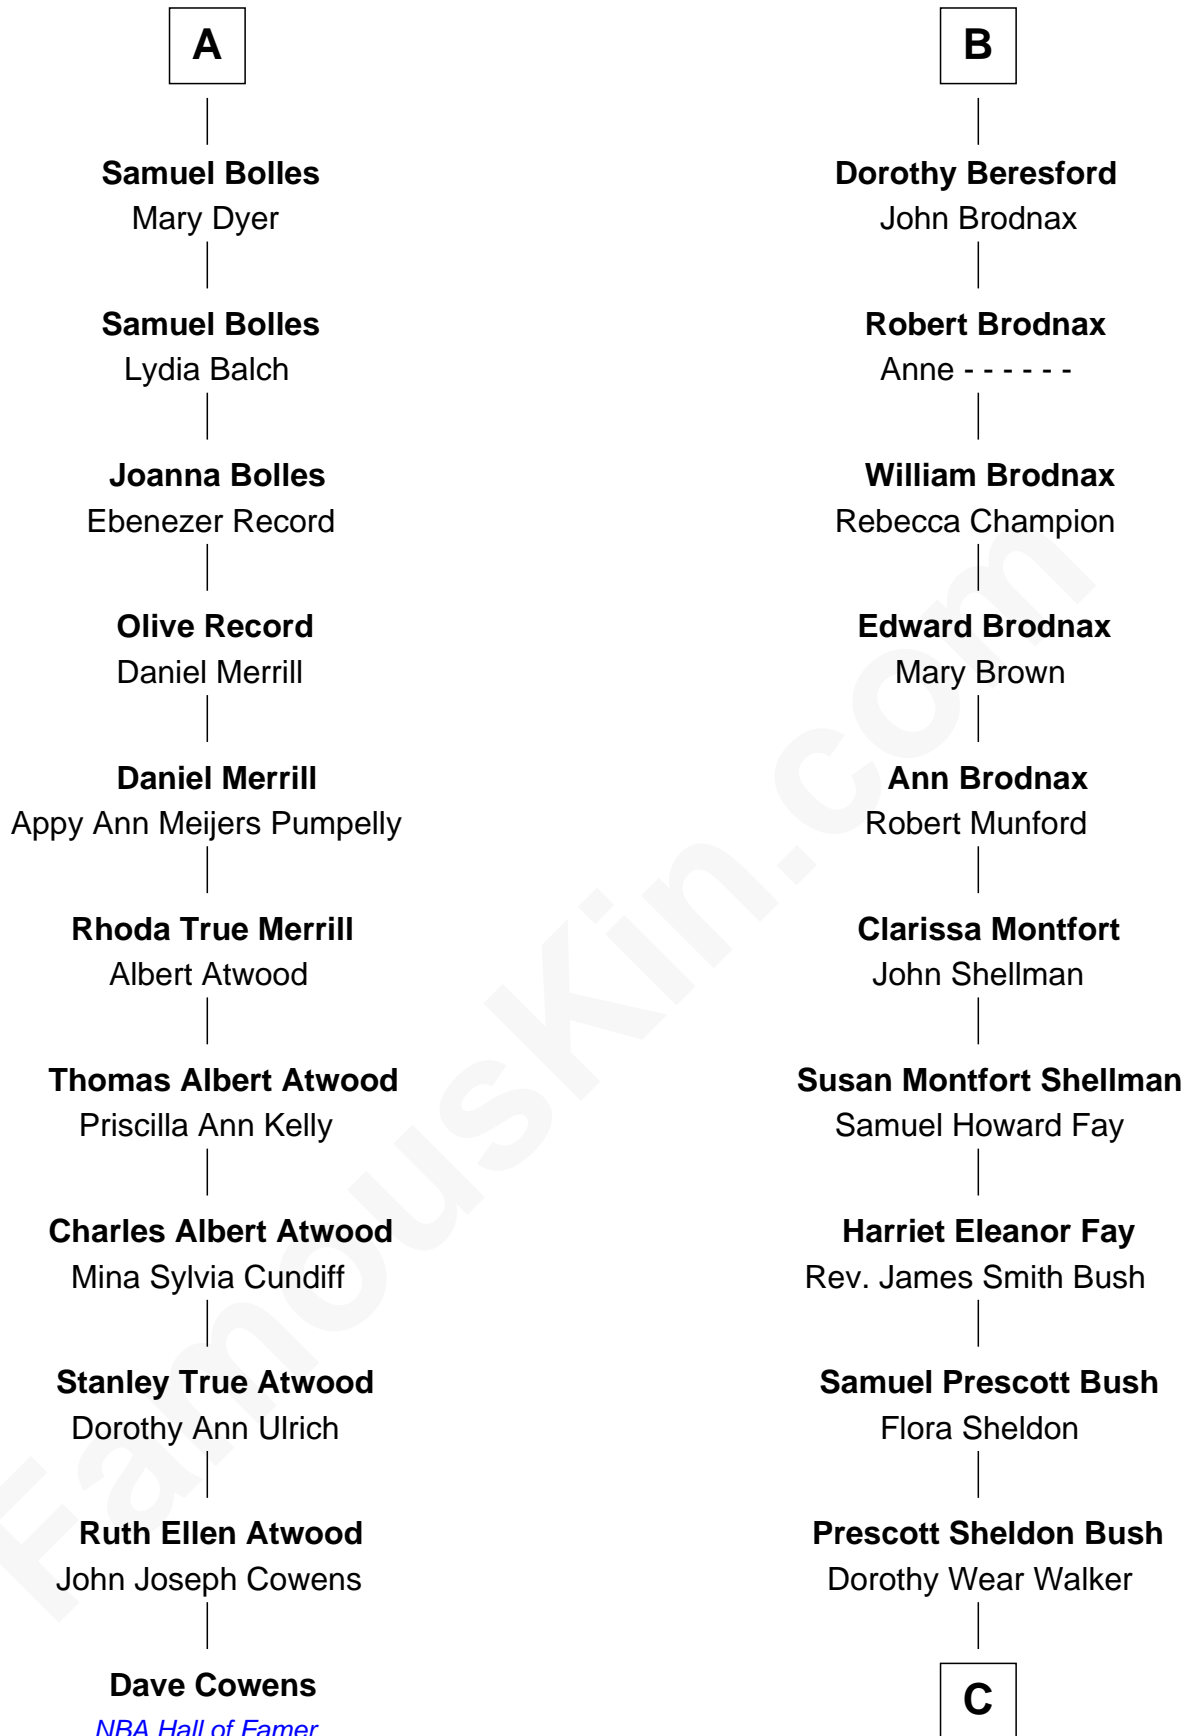 A
Samuel Bolles
Mary Dyer
Samuel Bolles
Lydia Balch
Joanna Bolles
Ebenezer Record
Olive Record
Daniel Merrill
Daniel Merrill
Appy Ann Meijers Pumpelly
Rhoda True Merrill
Albert Atwood
Thomas Albert Atwood
Priscilla Ann Kelly
Charles Albert Atwood
Mina Sylvia Cundiff
Stanley True Atwood
Dorothy Ann Ulrich
Ruth Ellen Atwood
John Joseph Cowens
Dave Cowens
NBA Hall of Famer
B
Dorothy Beresford
John Brodnax
Robert Brodnax
Anne - - - - - -
William Brodnax
Rebecca Champion
Edward Brodnax
Mary Brown
Ann Brodnax
Robert Munford
Clarissa Montfort
John Shellman
Susan Montfort Shellman
Samuel Howard Fay
Harriet Eleanor Fay
Rev. James Smith Bush
Samuel Prescott Bush
Flora Sheldon
Prescott Sheldon Bush
Dorothy Wear Walker
C
FamousKin.com